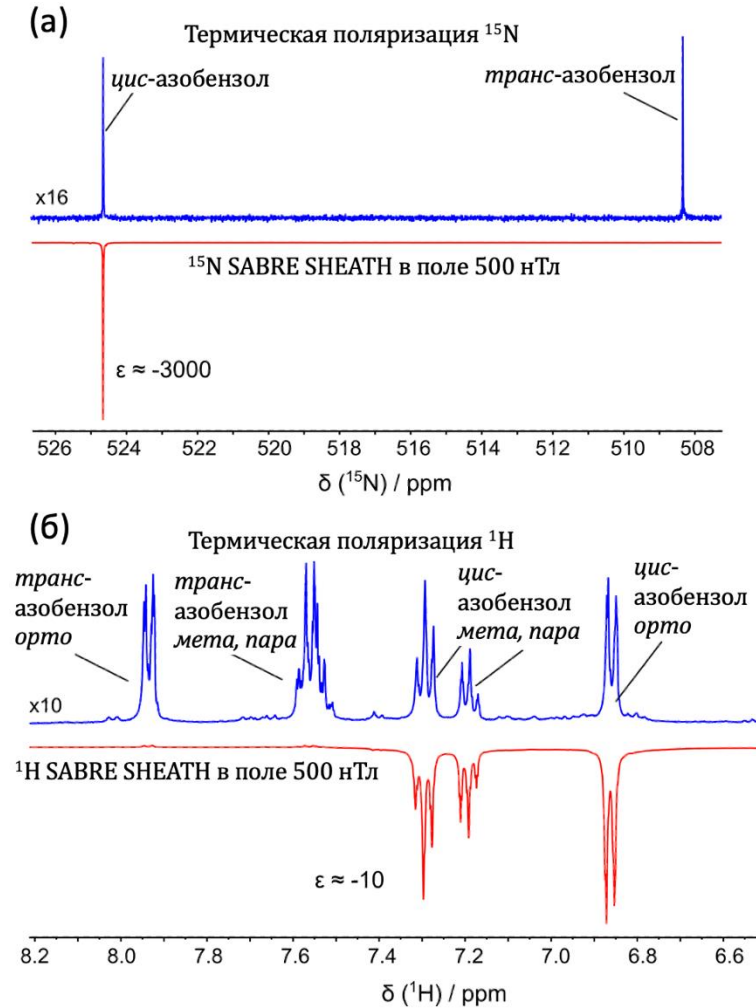 (а)
Термическая поляризация ¹⁵N
цис-азобензол
транс-азобензол
x16
¹⁵N SABRE SHEATH в поле 500 нТл
ε ≈ -3000
526 524 522 520 518 516 514 512 510 508
δ (¹⁵N) / ppm
(б)
Термическая поляризация ¹H
транс-
азобензол
орто
транс-
азобензол
мета, пара
цис-
азобензол
мета, пара
цис-
азобензол
орто
x10
¹H SABRE SHEATH в поле 500 нТл
ε ≈ -10
8.2 8.0 7.8 7.6 7.4 7.2 7.0 6.8 6.6
δ (¹H) / ppm